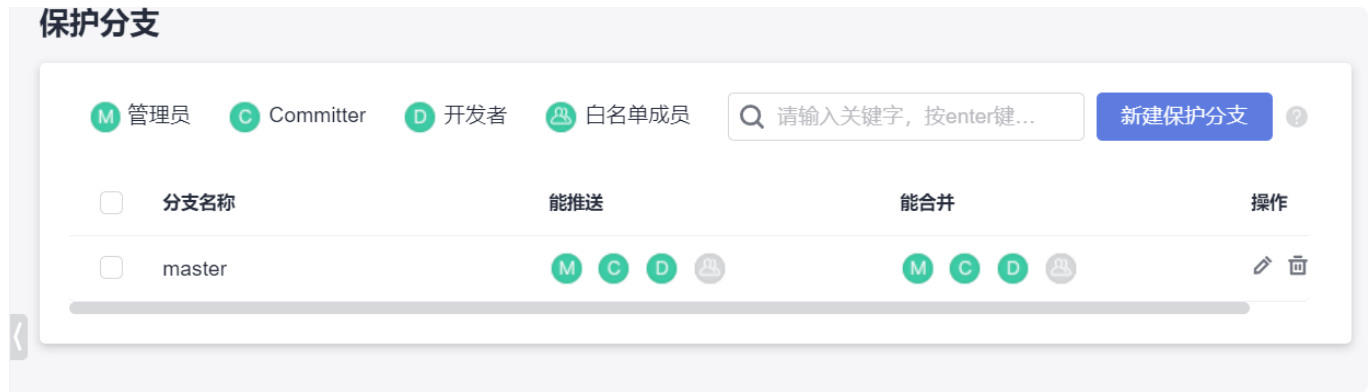 保护分支
M 管理员 C Committer D 开发者 白名单成员 请输入关键字，按enter键... 新建保护分支 ?
分支名称 能推送 能合并 操作
master M C D M C D